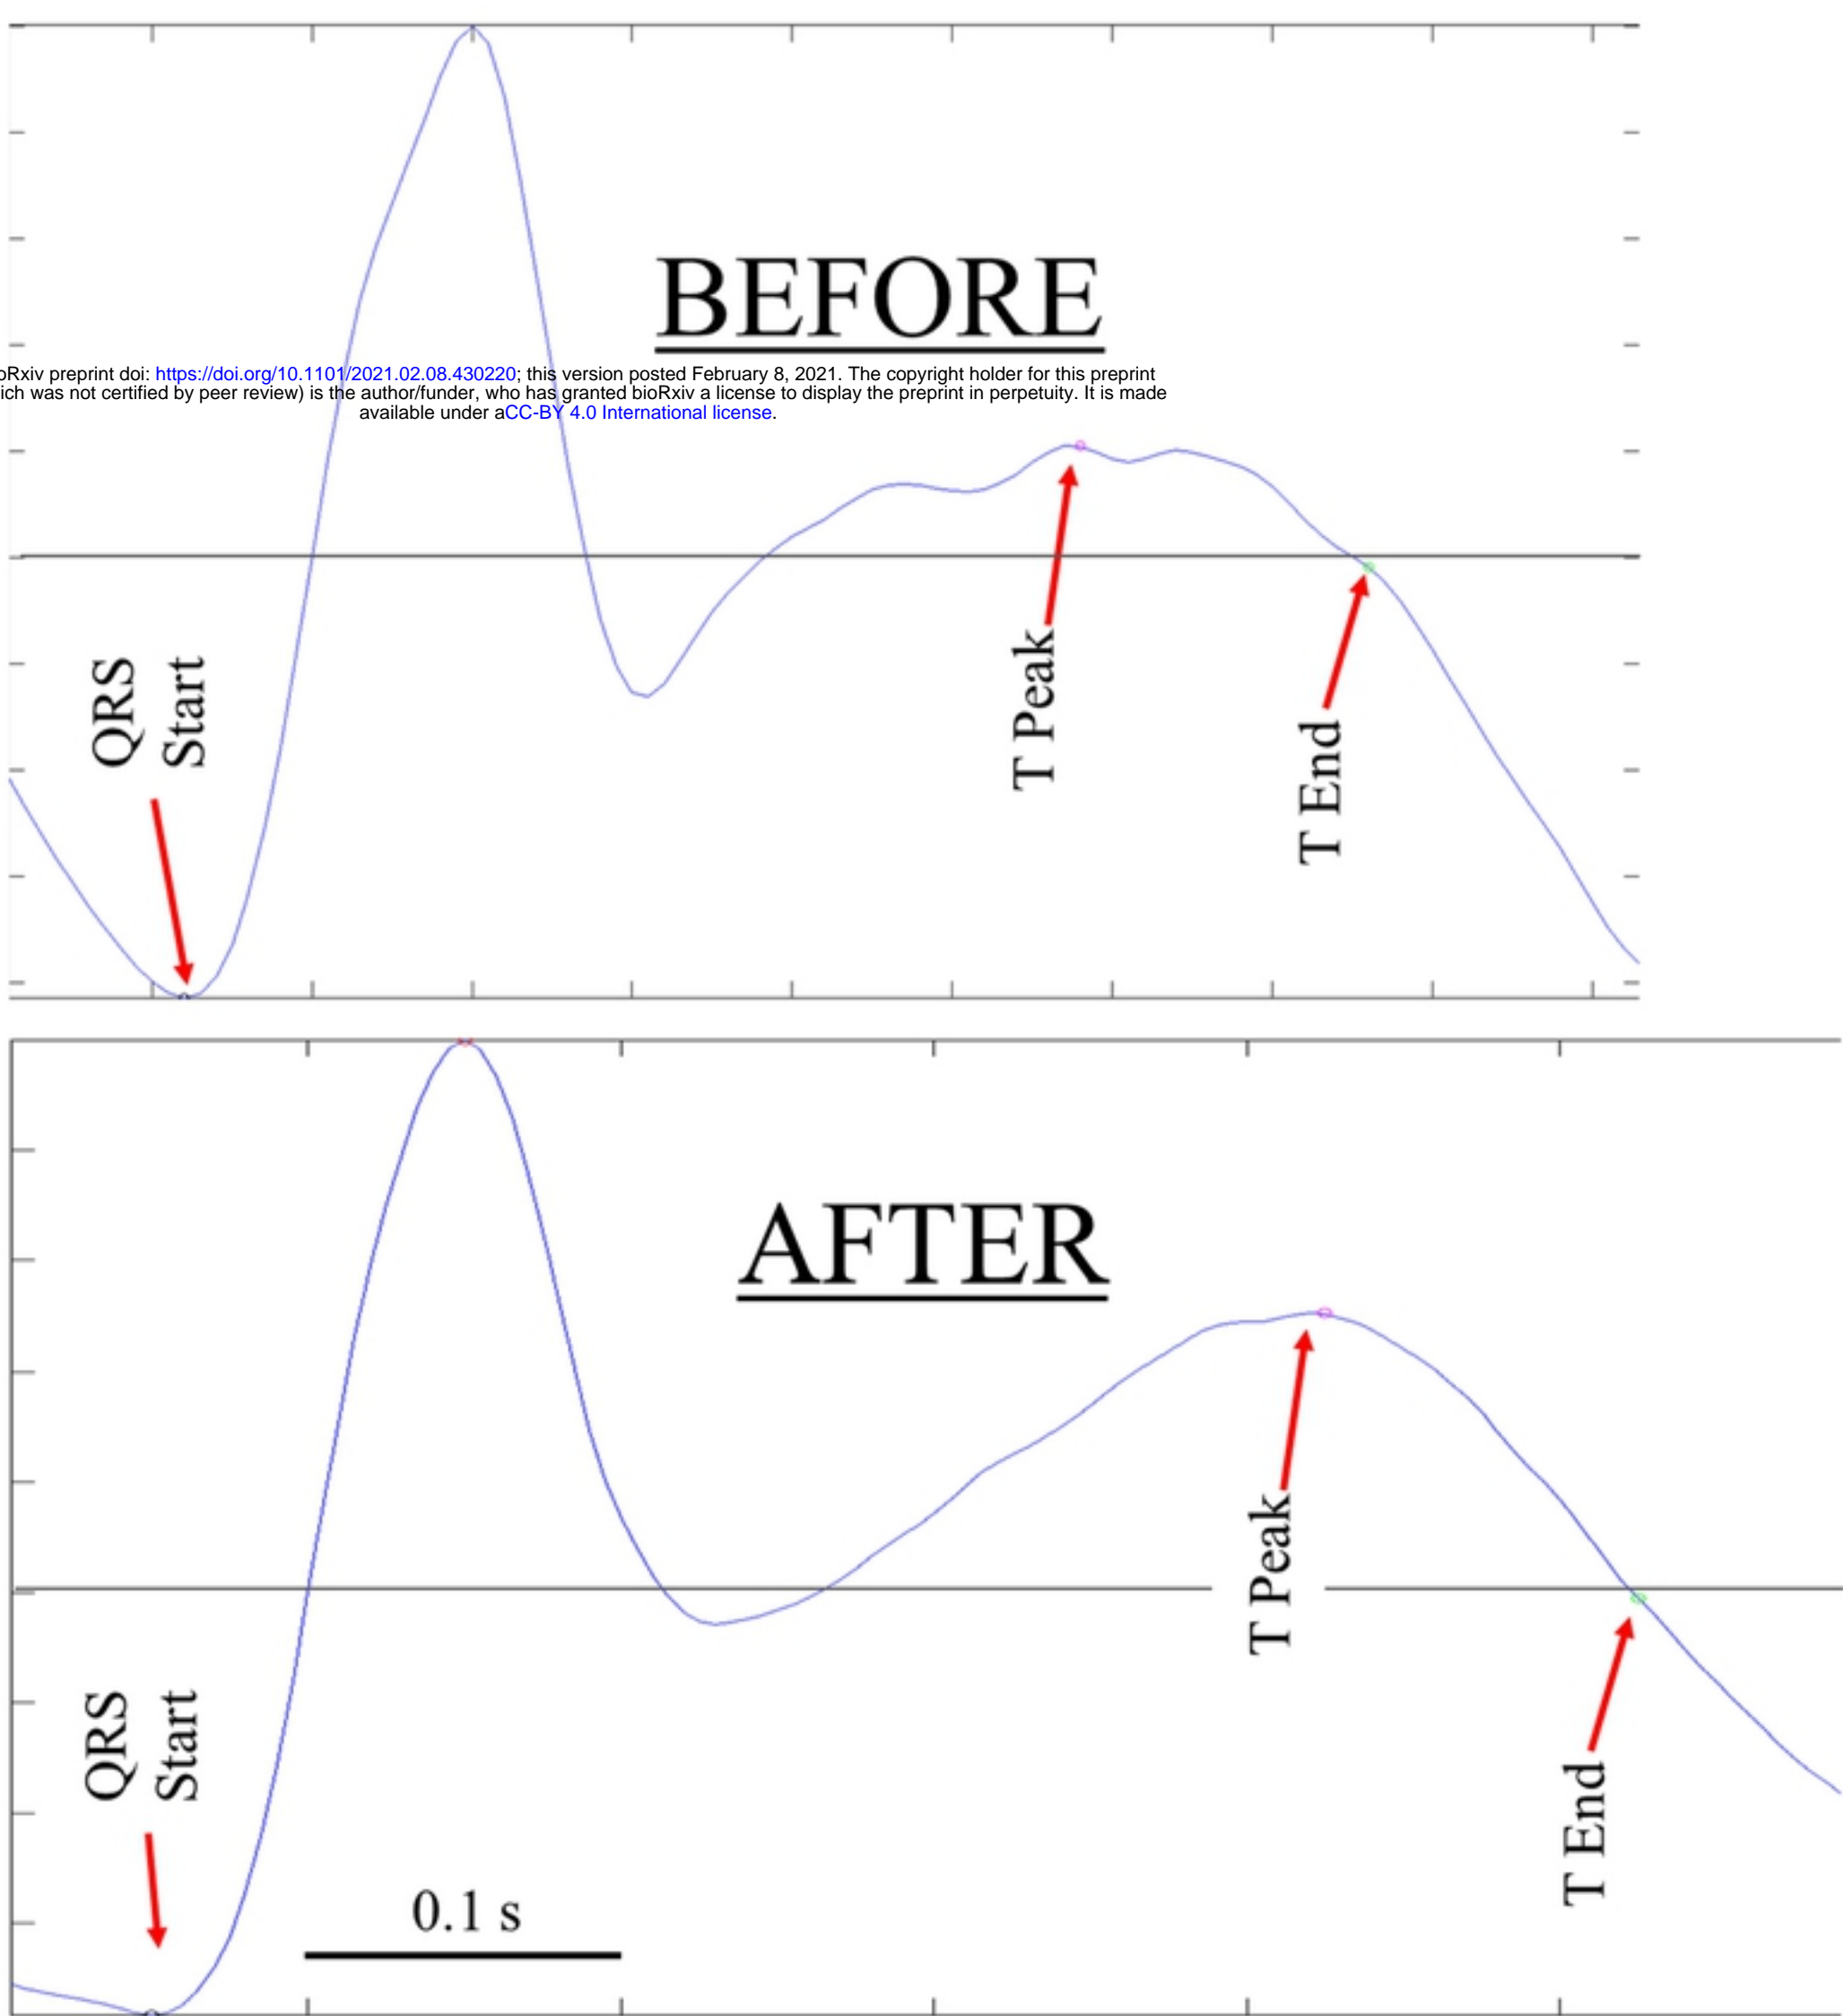 BEFORE
oRxiv preprint doi: https://doi.org/10.1101/2021.02.08.430220; this version posted February 8, 2021. The copyright holder for this preprint
ich was not certified by peer review) is the author/funder, who has granted bioRxiv a license to display the preprint in perpetuity. It is made
available under aCC-BY 4.0 International license.
QRS
Start
T Peak
T End
AFTER
QRS
Start
T Peak
T End
0.1 s